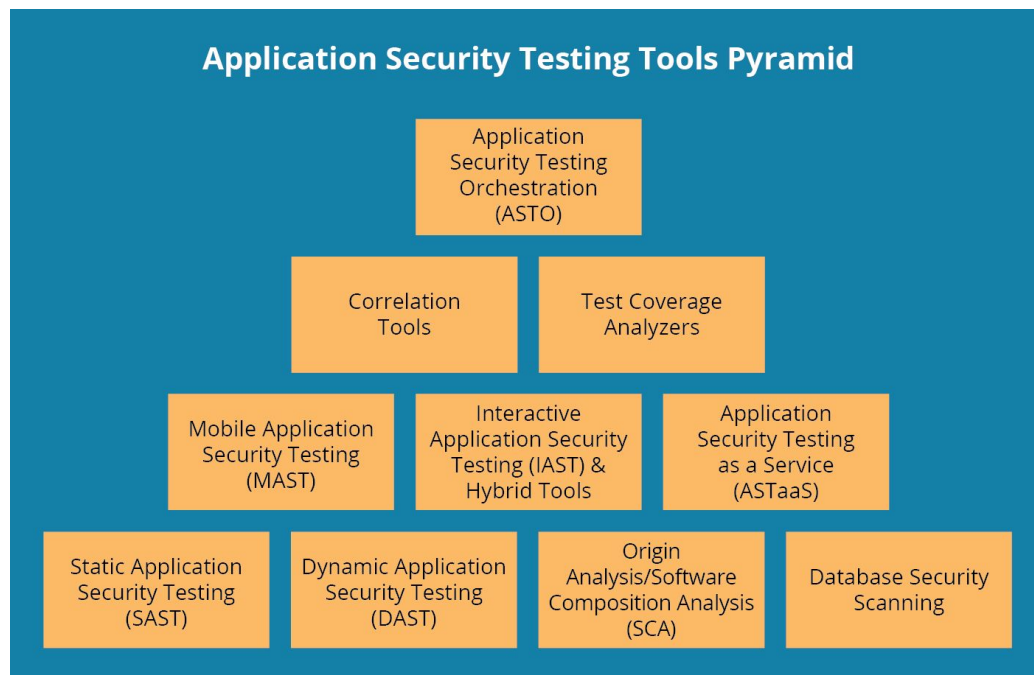 Application Security Testing Tools Pyramid
Application
Security Testing
Orchestration
(ASTO)
Correlation
Tools
Test Coverage
Analyzers
Mobile Application
Security Testing
(MAST)
Interactive
Application Security
Testing (IAST) &
Hybrid Tools
Application
Security Testing
as a Service
(ASTaaS)
Static Application
Security Testing
(SAST)
Dynamic Application
Security Testing
(DAST)
Origin
Analysis/Software
Composition Analysis
(SCA)
Database Security
Scanning